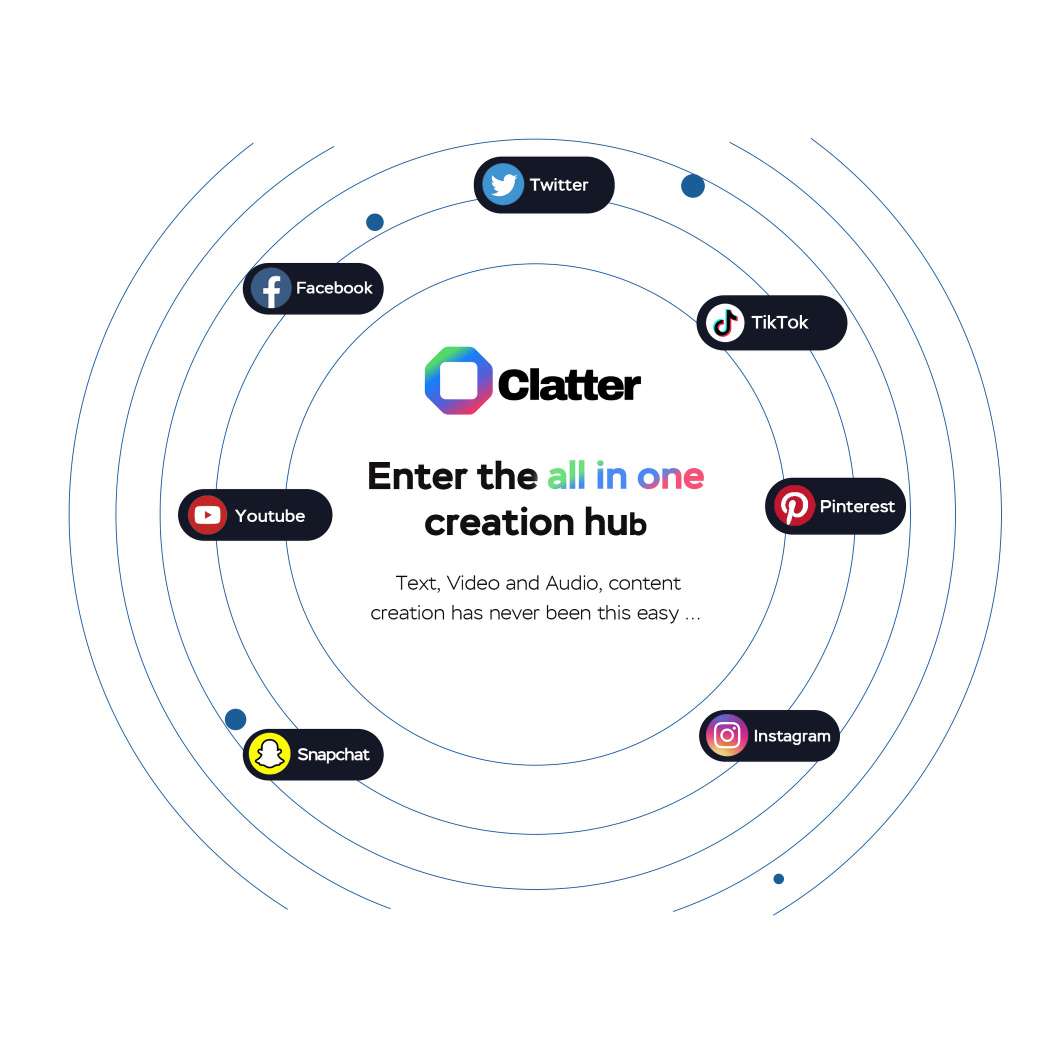 Twitter
Facebook
TikTok
Clatter
Enter the all in one
creation hub
Youtube
Pinterest
Text, Video and Audio, content
creation has never been this easy ...
Instagram
Snapchat